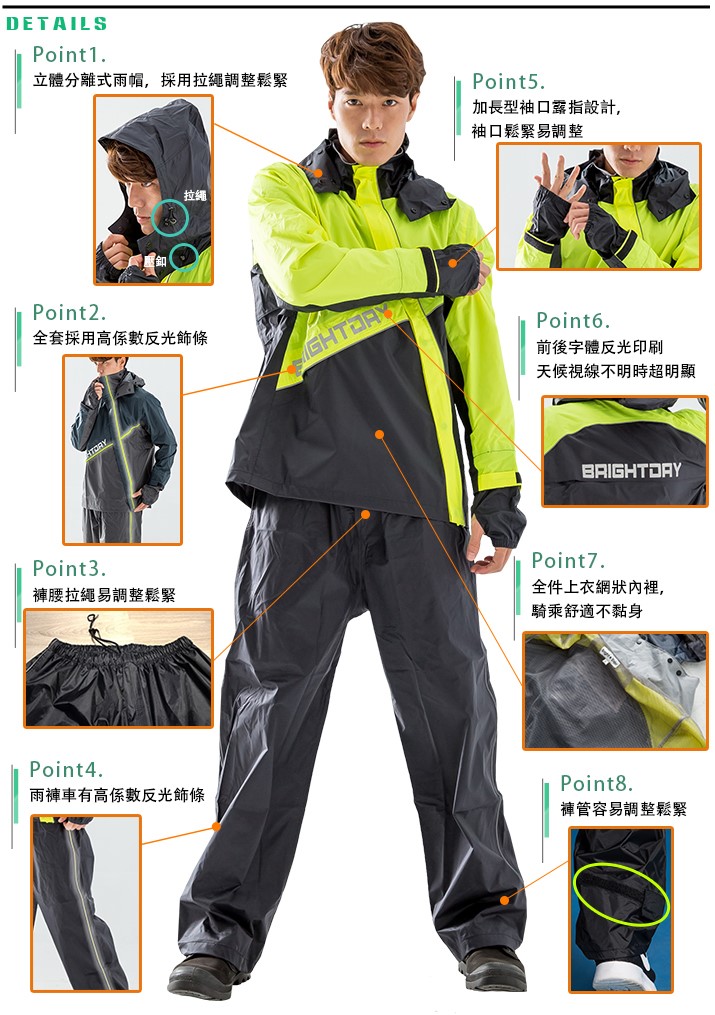 DETAILS
Point1.
立體分離式雨帽，採用拉繩調整鬆緊
拉繩
壓釦
Point2.
全套採用高係數反光飾條
BRIGHTDAY
Point3.
褲腰拉繩易調整鬆緊
Point4.
雨褲車有高係數反光飾條
BRIGHTDAY
Point5.
加長型袖口露指設計，
袖口鬆緊易調整
Point6.
前後字體反光印刷
天候視線不明時超明顯
BRIGHTDAY
Point7.
全件上衣網狀內裡，
騎乘舒適不黏身
Point8.
褲管容易調整鬆緊